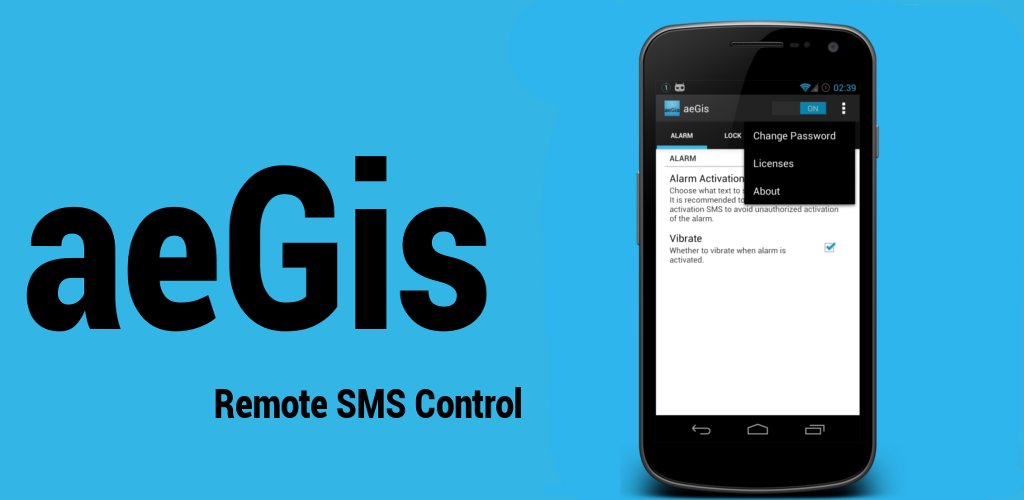 aeGis
Remote SMS Control
1 02:39
aeGis ON
ALARM LOCK
Change Password
Licenses
About
ALARM
Alarm Activation
Choose what text to
It is recommended
activation SMS to avoid unauthorized activation
of the alarm.
Vibrate
Whether to vibrate when alarm is
activated.